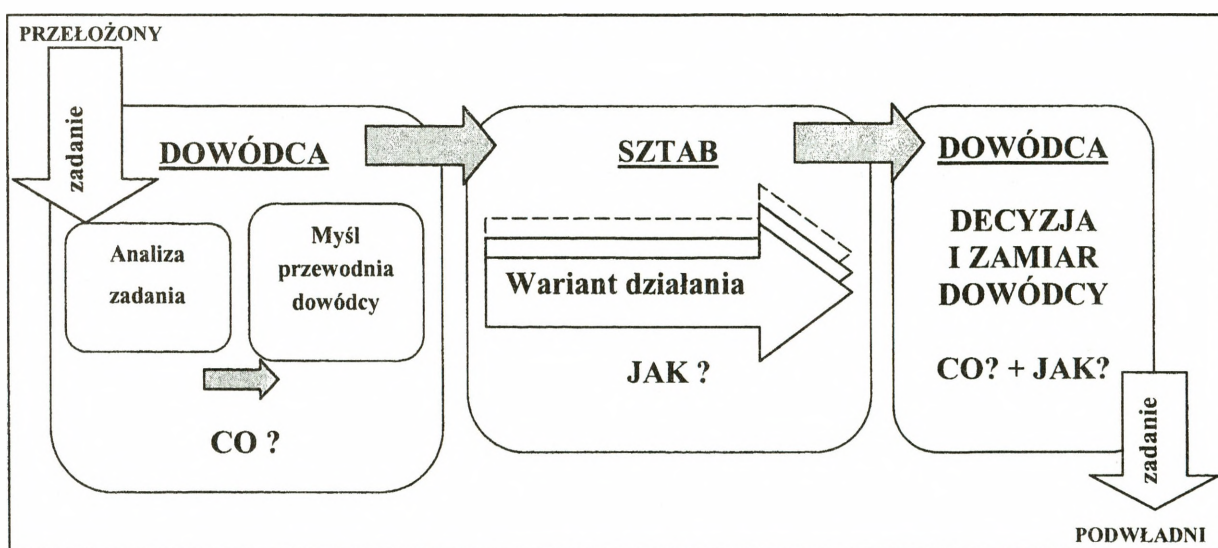 PRZEŁOŻONY
zadanie
DOWÓDCA
Analiza
zadania
Myśl
przewodnia
dowódcy
CO ?
SZTAB
Wariant działania
JAK ?
DOWÓDCA
DECYZJA
I ZAMIAR
DOWÓDCY
CO? + JAK?
zadanie
PODWŁADNI